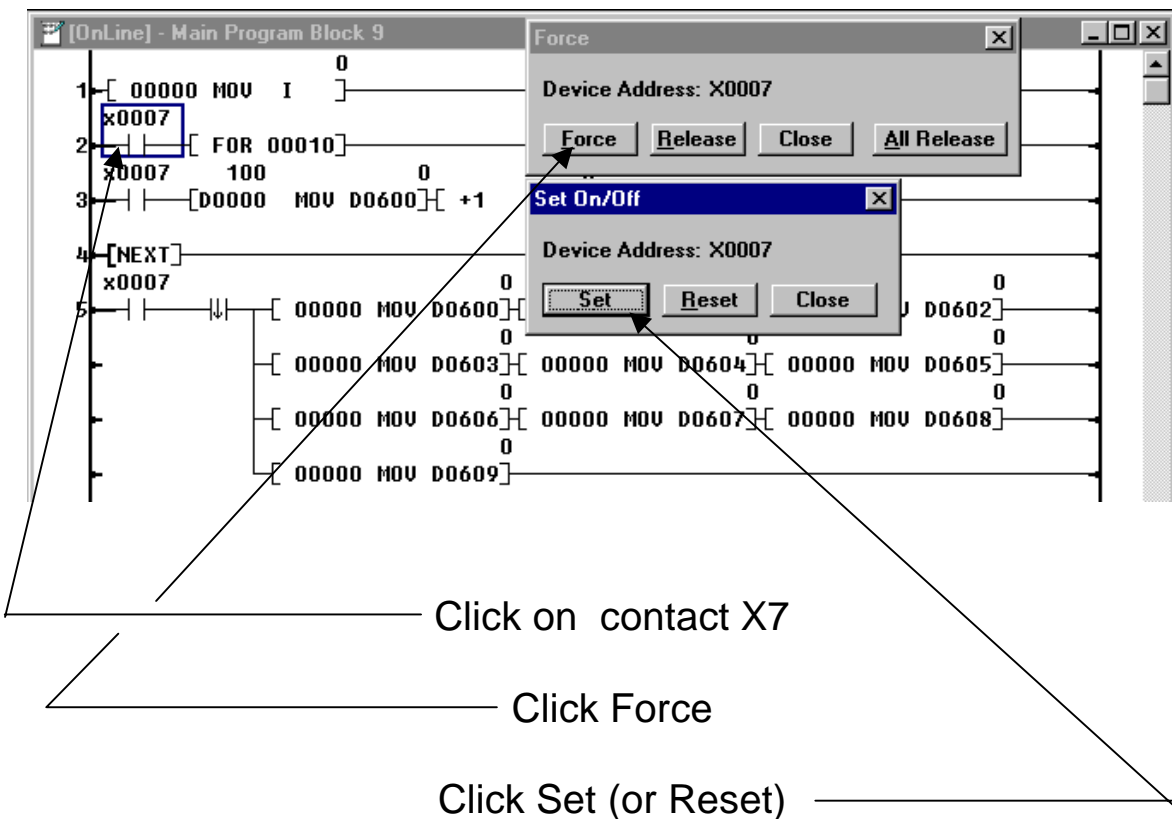 [OnLine] - Main Program Block 9
Force
Device Address: X0007
Force Release Close All Release
Set On/Off
Device Address: X0007
Set Reset Close
0
1 [ 00000 MOV I ]
x0007
2 [ FOR 00010]
x0007 100 0
3 [D0000 MOV D0600] [ +1
4 [NEXT]
x0007 0 0
5 [ 00000 MOV D0600] [ D0602]
0 0
[ 00000 MOV D0603] [ 00000 MOV D0604] [ 00000 MOV D0605]
0 0 0
[ 00000 MOV D0606] [ 00000 MOV D0607] [ 00000 MOV D0608]
0
[ 00000 MOV D0609]
Click on contact X7
Click Force
Click Set (or Reset)